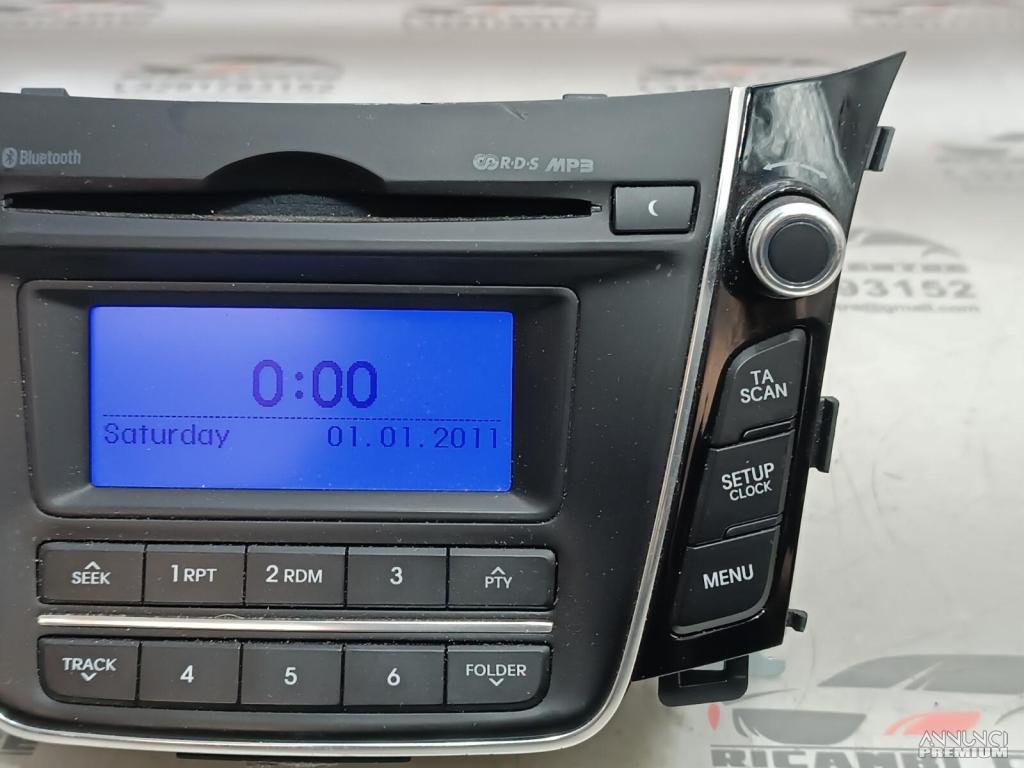 Bluetooth
R·D·S MP3
0:00
Saturday 01.01.2011
TA
SCAN
SETUP
CLOCK
MENU
SEEK
1 RPT
2 RDM
3
PTY
TRACK
4
5
6
FOLDER
ANNUNCI
PREMIUM